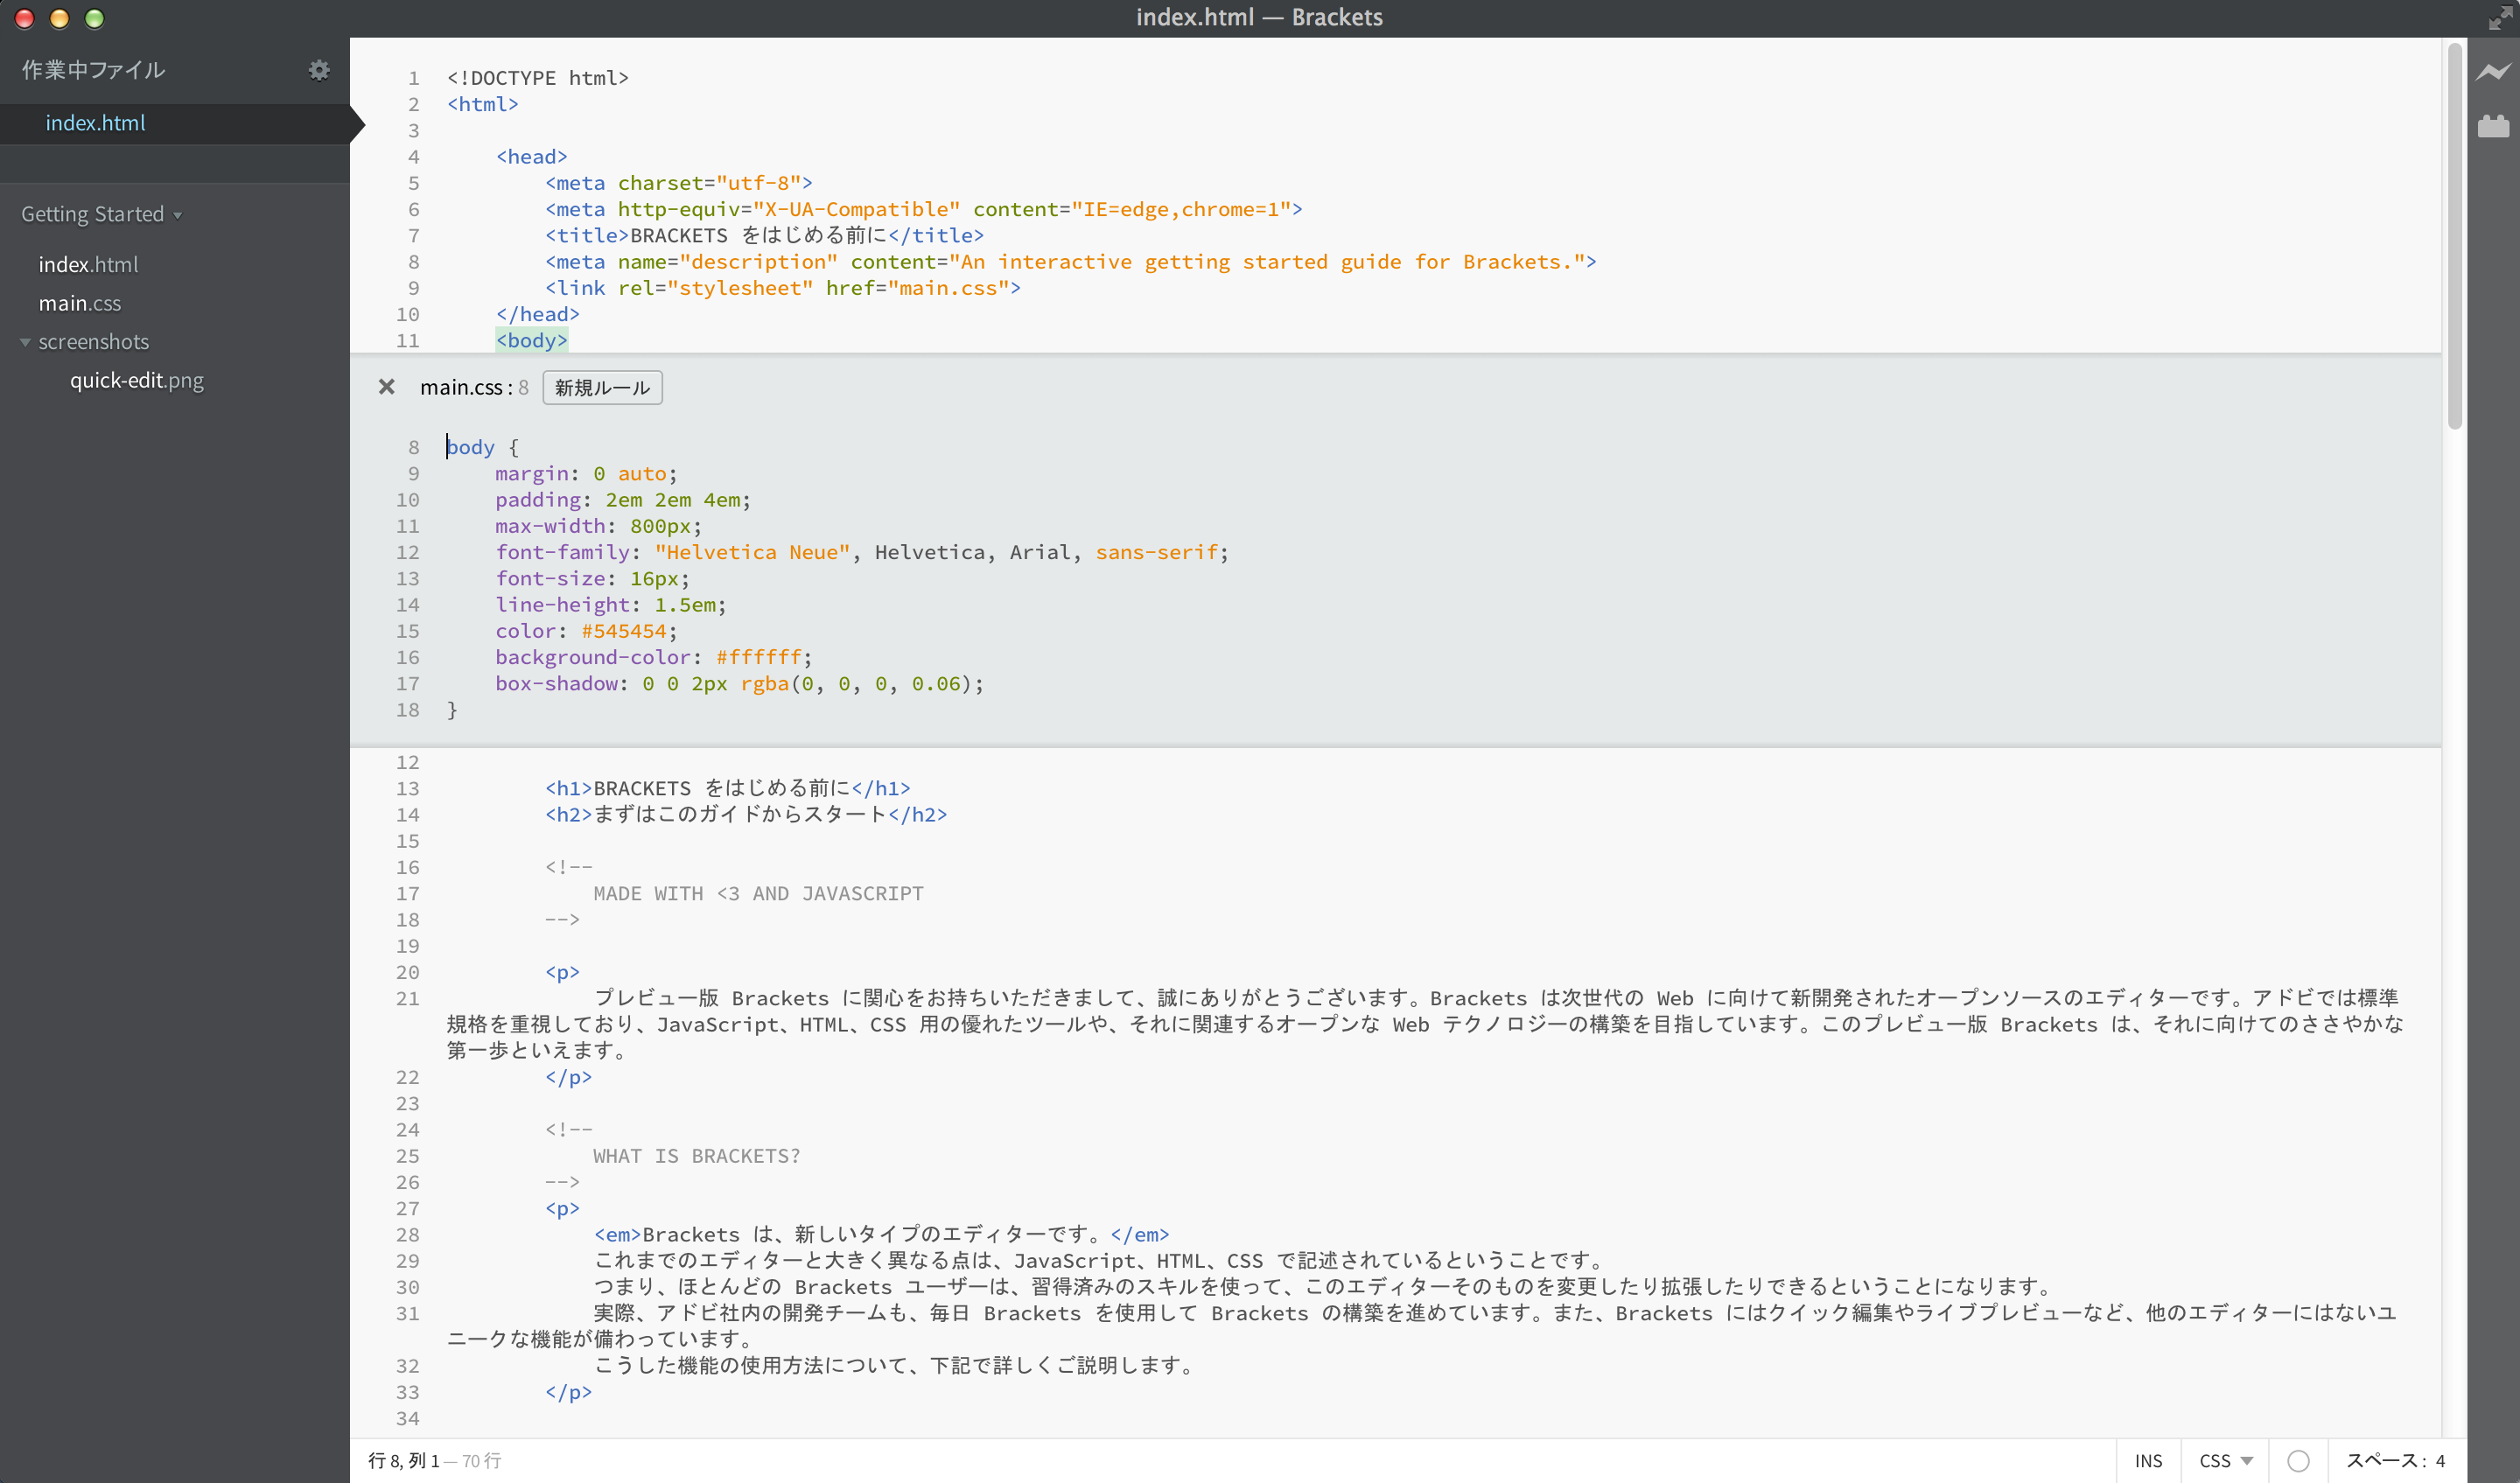 index.html — Brackets
作業中ファイル
index.html
Getting Started
index.html
main.css
screenshots
quick-edit.png
1 <!DOCTYPE html>
2 <html>
3
4 <head>
5 <meta charset="utf-8">
6 <meta http-equiv="X-UA-Compatible" content="IE=edge,chrome=1">
7 <title>BRACKETS をはじめる前に</title>
8 <meta name="description" content="An interactive getting started guide for Brackets.">
9 <link rel="stylesheet" href="main.css">
10 </head>
11 <body>
main.css : 8 新規ルール
8 body {
9 margin: 0 auto;
10 padding: 2em 2em 4em;
11 max-width: 800px;
12 font-family: "Helvetica Neue", Helvetica, Arial, sans-serif;
13 font-size: 16px;
14 line-height: 1.5em;
15 color: #545454;
16 background-color: #ffffff;
17 box-shadow: 0 0 2px rgba(0, 0, 0, 0.06);
18 }
12
13 <h1>BRACKETS をはじめる前に</h1>
14 <h2>まずはこのガイドからスタート</h2>
15
16 <!--
17 MADE WITH <3 AND JAVASCRIPT
18 -->
19
20 <p>
21 プレビュー版 Brackets に関心をお持ちいただきまして、誠にありがとうございます。Brackets は次世代の Web に向けて新開発されたオープンソースのエディターです。アドビでは標準
規格を重視しており、JavaScript、HTML、CSS 用の優れたツールや、それに関連するオープンな Web テクノロジーの構築を目指しています。このプレビュー版 Brackets は、それに向けてのささやかな
第一歩といえます。
22 </p>
23
24 <!--
25 WHAT IS BRACKETS?
26 -->
27 <p>
28 <em>Brackets は、新しいタイプのエディターです。</em>
29 これまでのエディターと大きく異なる点は、JavaScript、HTML、CSS で記述されているということです。
30 つまり、ほとんどの Brackets ユーザーは、習得済みのスキルを使って、このエディターそのものを変更したり拡張したりできるということになります。
31 実際、アドビ社内の開発チームも、毎日 Brackets を使用して Brackets の構築を進めています。また、Brackets にはクイック編集やライブプレビューなど、他のエディターにはないユ
ニークな機能が備わっています。
32 こうした機能の使用方法について、下記で詳しくご説明します。
33 </p>
34
行 8, 列 1 — 70 行
INS
CSS
スペース: 4